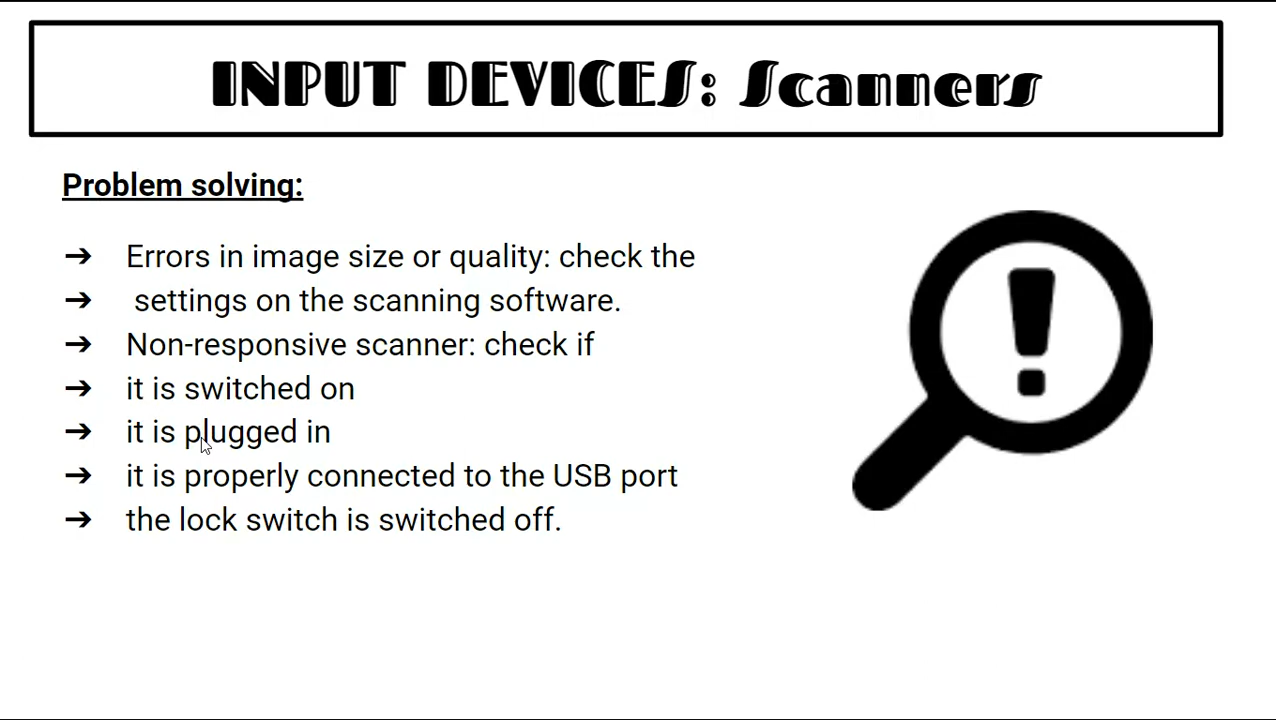 INPUT DEVICES: Scanners
Problem solving:
➔ Errors in image size or quality: check the
➔ settings on the scanning software.
➔ Non-responsive scanner: check if
➔ it is switched on
➔ it is plugged in
➔ it is properly connected to the USB port
➔ the lock switch is switched off.